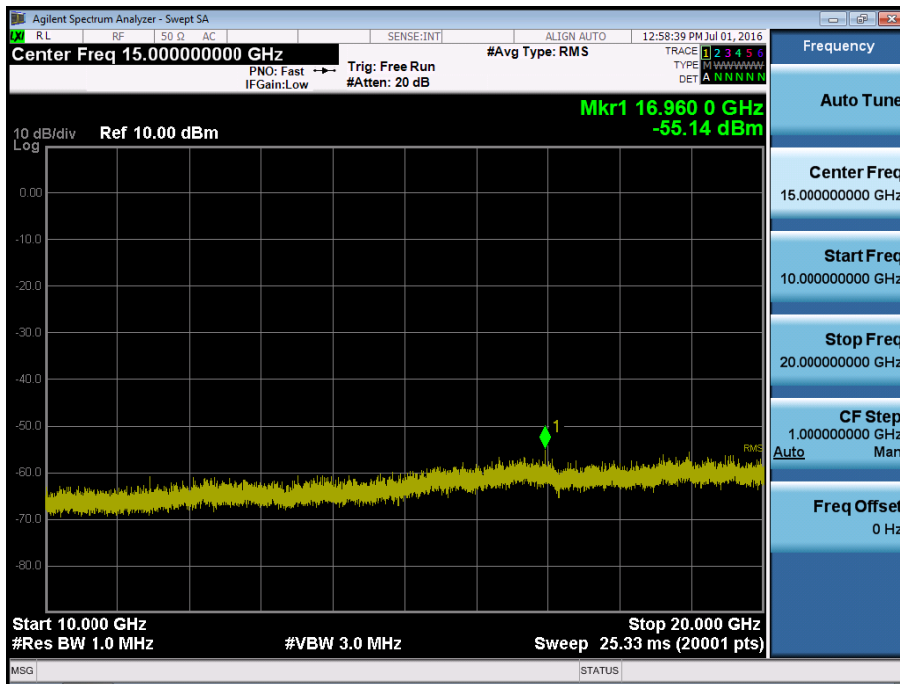 Agilent Spectrum Analyzer - Swept SA
LXI RL RF 50 Ω AC SENSE:INT ALIGN AUTO 12:58:39 PM Jul 01, 2016
Center Freq 15.000000000 GHz
PNO: Fast
IFGain:Low
Trig: Free Run
#Atten: 20 dB
#Avg Type: RMS
TRACE 1 2 3 4 5 6
TYPE M WWWWW
DET A N N N N N
Mkr1 16.960 0 GHz
-55.14 dBm
10 dB/div Ref 10.00 dBm
Log
0.00
-10.0
-20.0
-30.0
-40.0
-50.0
-60.0
-70.0
-80.0
1
RMS
Start 10.000 GHz
#Res BW 1.0 MHz
#VBW 3.0 MHz
Stop 20.000 GHz
Sweep 25.33 ms (20001 pts)
MSG
STATUS
Frequency
Auto Tune
Center Freq
15.000000000 GHz
Start Freq
10.000000000 GHz
Stop Freq
20.000000000 GHz
CF Step
1.000000000 GHz
Auto Man
Freq Offset
0 Hz